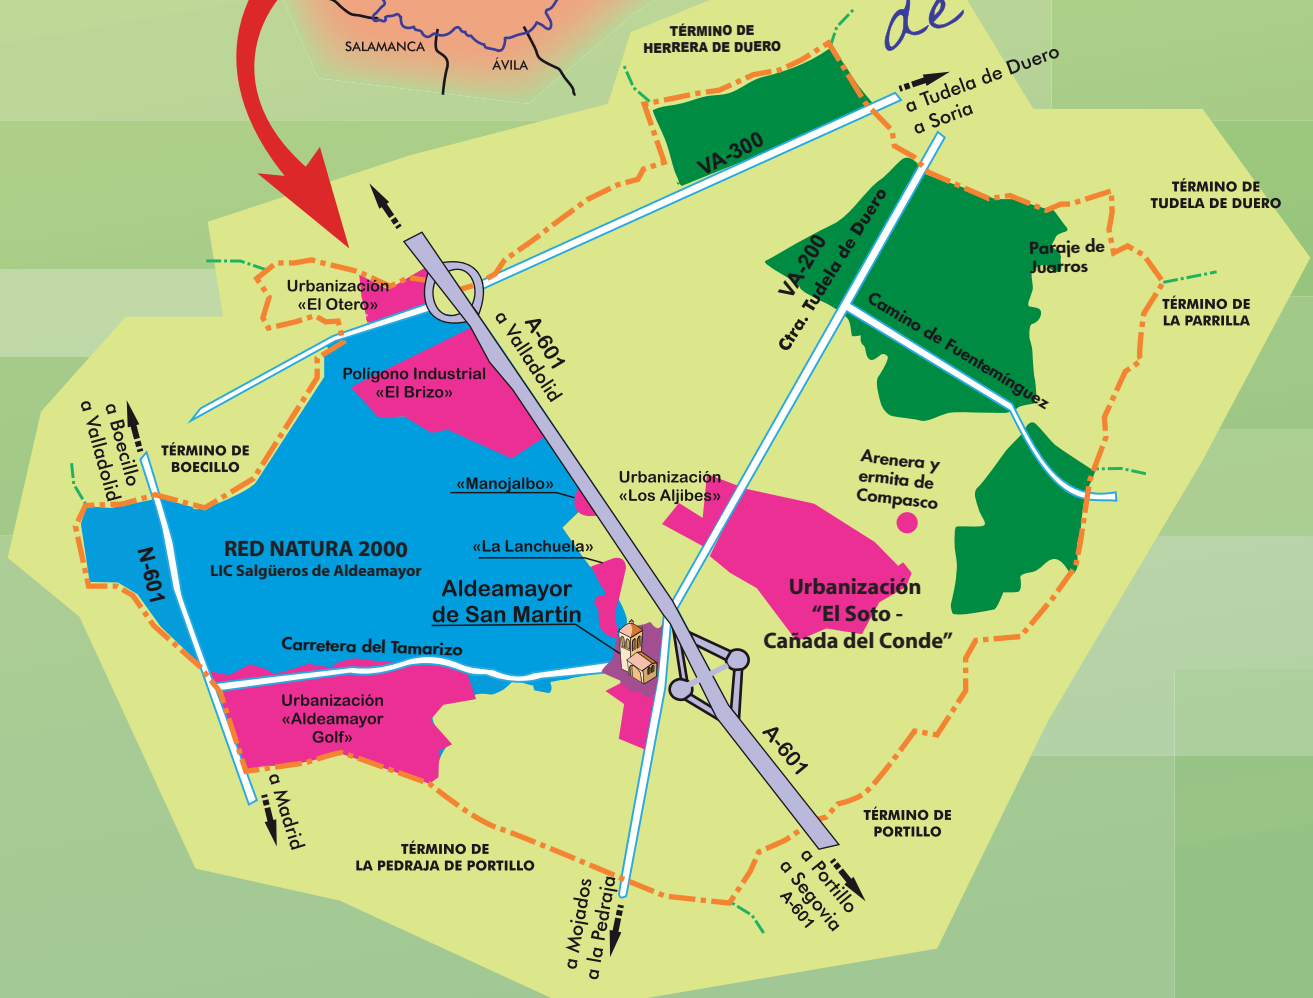 de
SALAMANCA
ÁVILA
TÉRMINO DE
HERRERA DE DUERO
a Tudela de Duero
a Soria
VA-300
TÉRMINO DE
TUDELA DE DUERO
VA-200
Ctra. Tudela de Duero
Paraje de
Juarros
Urbanización
«El Otero»
A-601
a Valladolid
Camino de Fuentemínguez
TÉRMINO DE
LA PARRILLA
Polígono Industrial
«El Brizo»
a Boecillo
a Valladolid
TÉRMINO DE
BOECILLO
«Manojalbo»
Urbanización
«Los Aljibes»
Arenera y
ermita de
Compasco
N-601
RED NATURA 2000
LIC Salgüeros de Aldeamayor
«La Lanchuela»
Aldeamayor
de San Martín
Urbanización
“El Soto -
Cañada del Conde”
Carretera del Tamarizo
Urbanización
«Aldeamayor
Golf»
A-601
a Madrid
TÉRMINO DE
PORTILLO
TÉRMINO DE
LA PEDRAJA DE PORTILLO
a Portillo
a Segovia
A-601
a Mojados
a la Pedraja